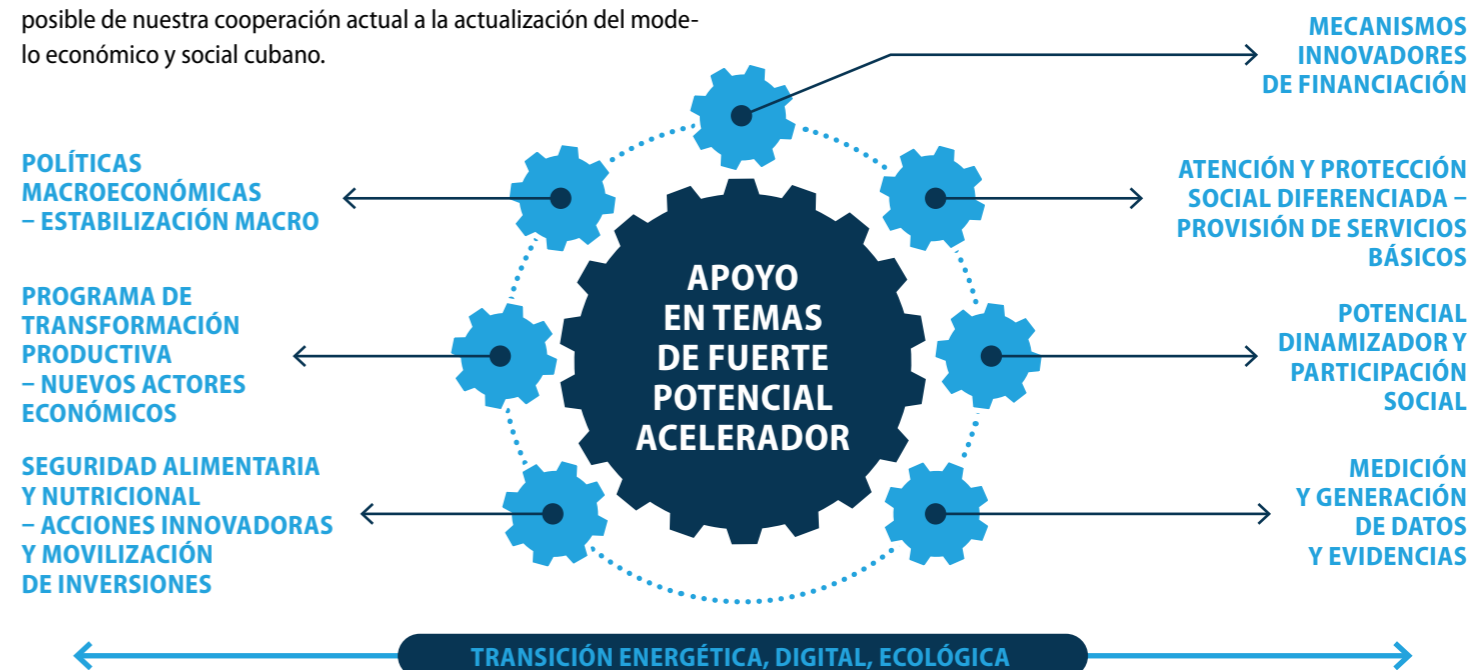 posible de nuestra cooperación actual a la actualización del mode-
lo económico y social cubano.
MECANISMOS
INNOVADORES
DE FINANCIACIÓN
POLÍTICAS
MACROECONÓMICAS
– ESTABILIZACIÓN MACRO
ATENCIÓN Y PROTECCIÓN
SOCIAL DIFERENCIADA –
PROVISIÓN DE SERVICIOS
BÁSICOS
PROGRAMA DE
TRANSFORMACIÓN
PRODUCTIVA
– NUEVOS ACTORES
ECONÓMICOS
APOYO
EN TEMAS
DE FUERTE
POTENCIAL
ACELERADOR
POTENCIAL
DINAMIZADOR Y
PARTICIPACIÓN
SOCIAL
SEGURIDAD ALIMENTARIA
Y NUTRICIONAL
– ACCIONES INNOVADORAS
Y MOVILIZACIÓN
DE INVERSIONES
MEDICIÓN
Y GENERACIÓN
DE DATOS
Y EVIDENCIAS
TRANSICIÓN ENERGÉTICA, DIGITAL, ECOLÓGICA